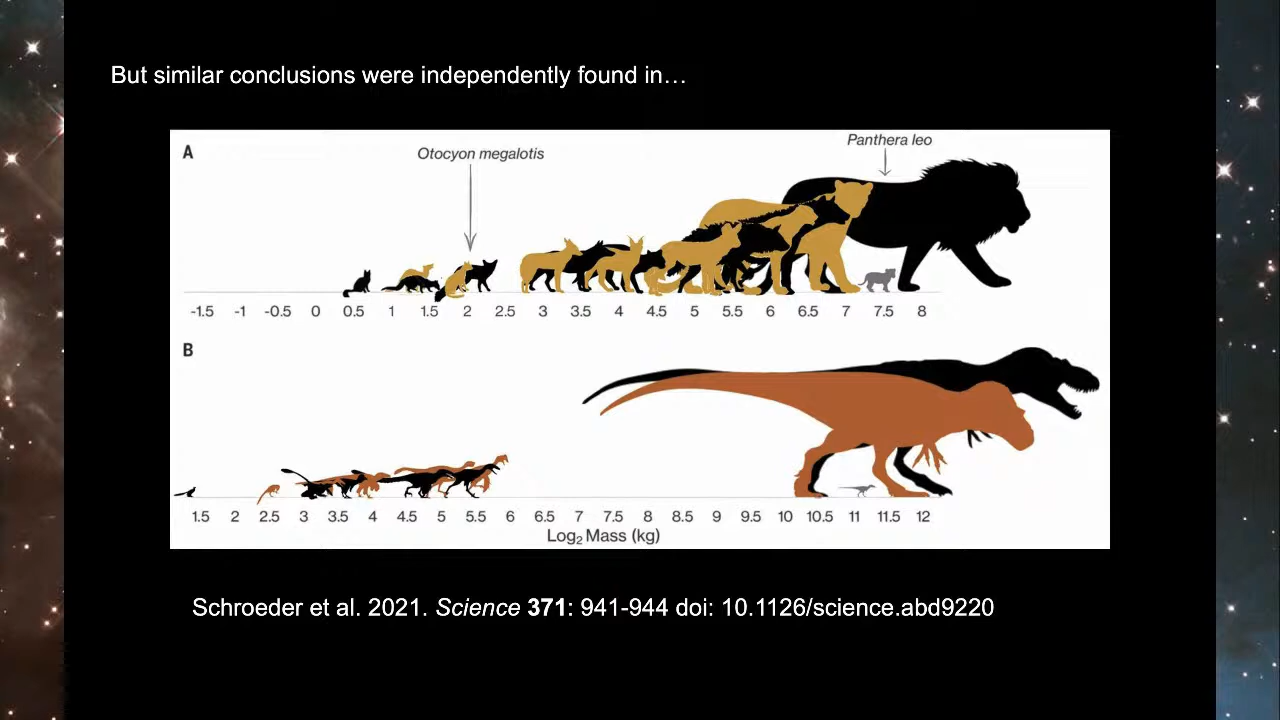 But similar conclusions were independently found in…
A
Otocyon megalotis
Panthera leo
-1.5 -1 -0.5 0 0.5 1 1.5 2 2.5 3 3.5 4 4.5 5 5.5 6 6.5 7 7.5 8
B
1.5 2 2.5 3 3.5 4 4.5 5 5.5 6 6.5 7 7.5 8 8.5 9 9.5 10 10.5 11 11.5 12
Log2 Mass (kg)
Schroeder et al. 2021. Science 371: 941-944 doi: 10.1126/science.abd9220